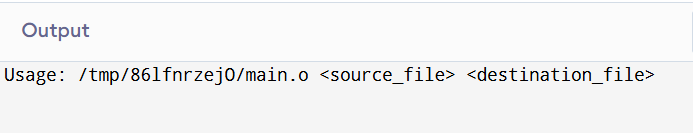 Output
Usage: /tmp/86lfnrzejO/main.o <source_file> <destination_file>